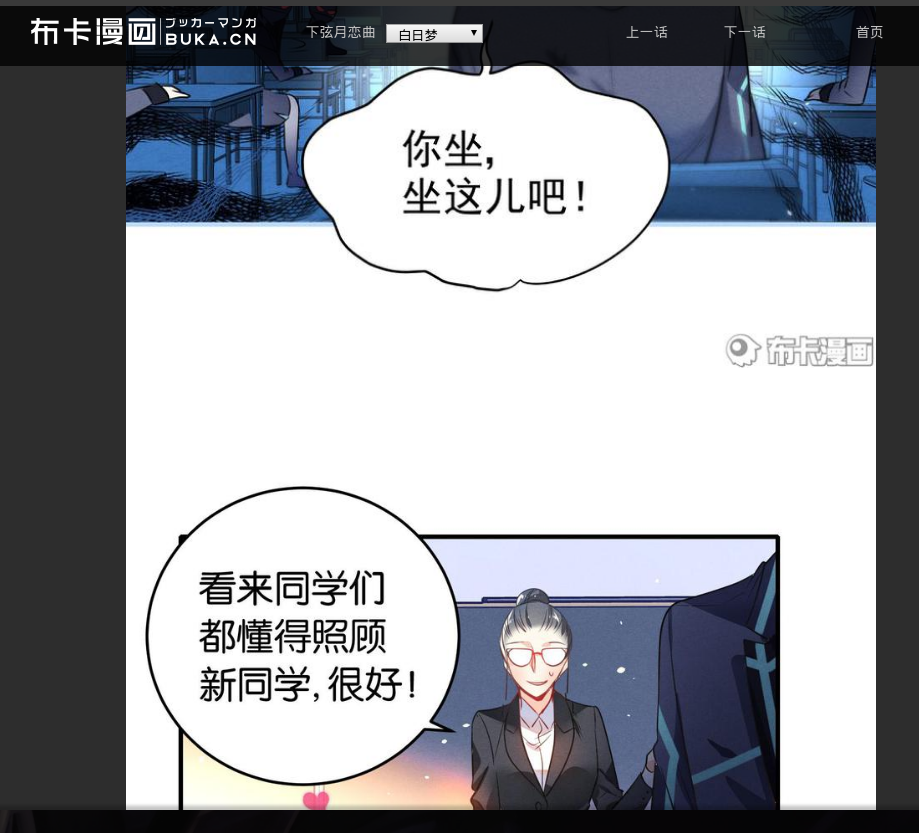 布卡漫画 ブッカーマンガ
BUKA.CN
下弦月恋曲 白日梦 上一话 下一话 首页
你坐，
坐这儿吧！
布卡漫画
看来同学们
都懂得照顾
新同学，很好！